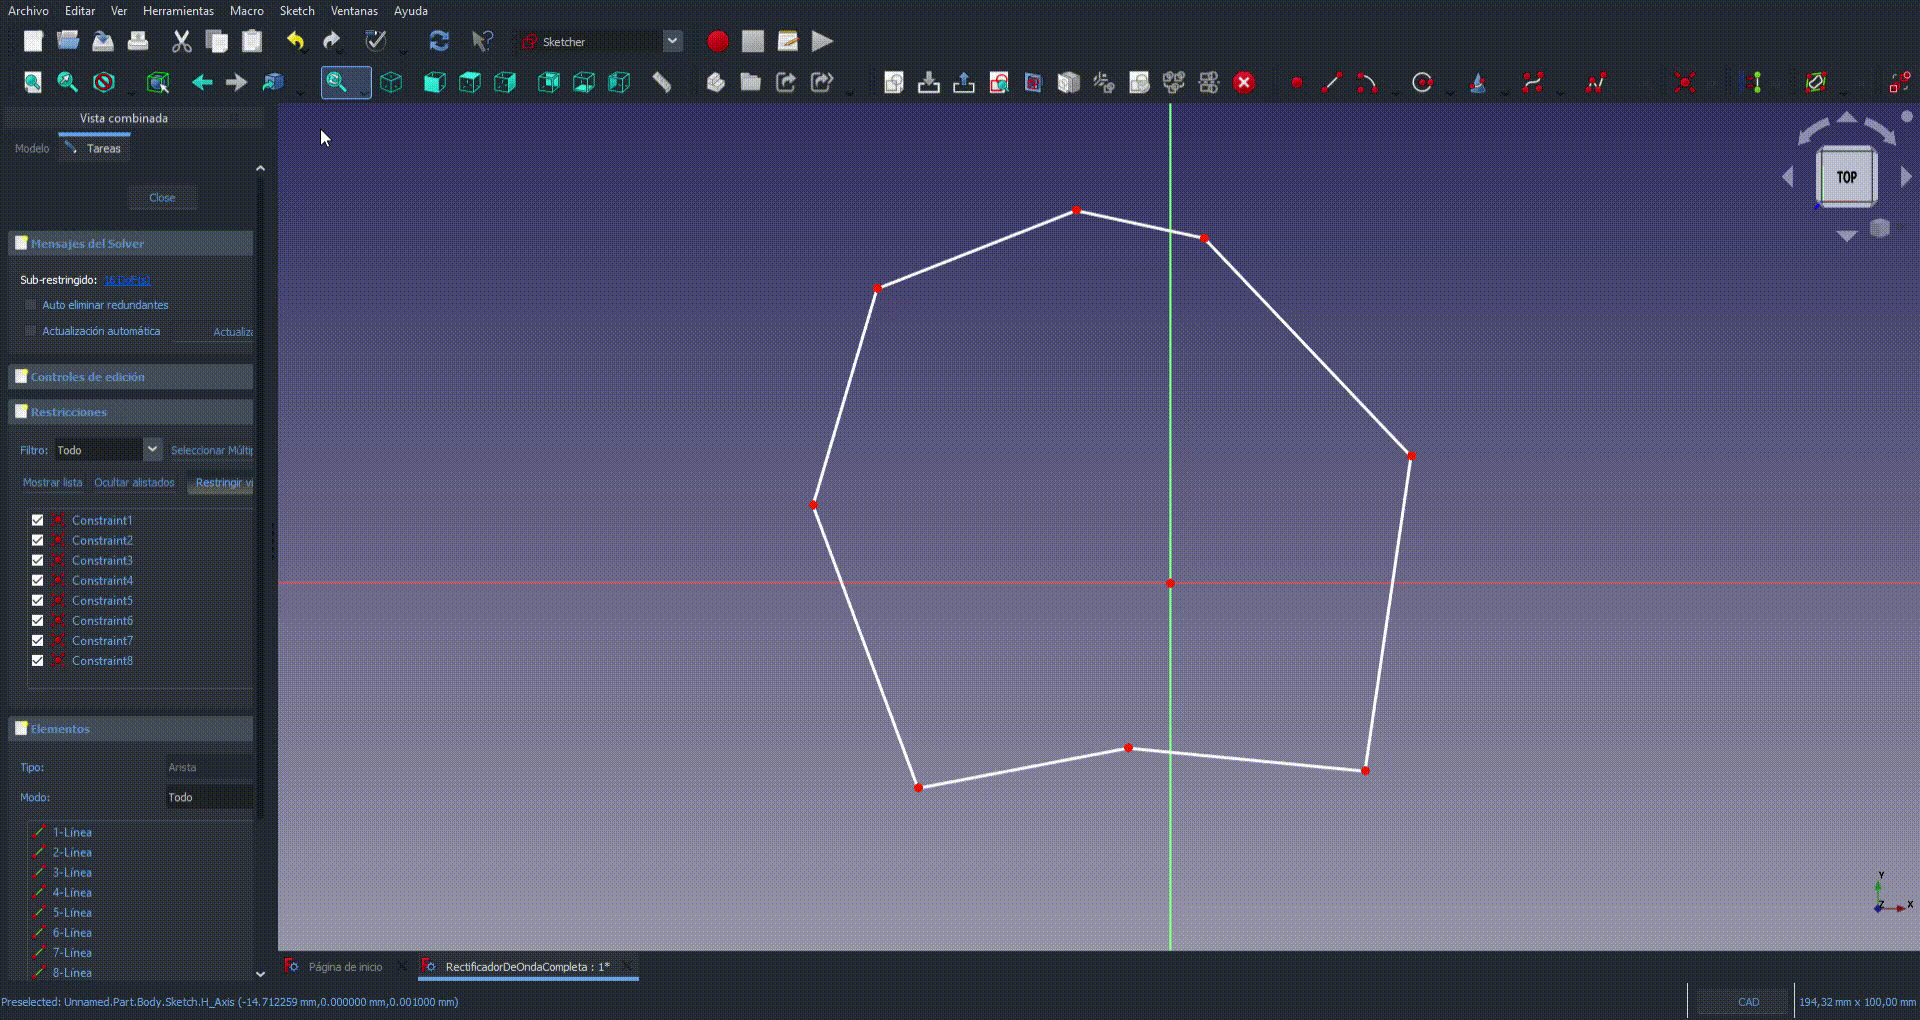 Archivo Editar Ver Herramientas Macro Sketch Ventanas Ayuda
Sketcher
Vista combinada
Modelo Tareas
Close
Mensajes del Solver
Sub-restringido: 16 DoF(s)
Auto eliminar redundantes
Actualización automática Actualiza
Controles de edición
Restricciones
Filtro: Todo Seleccionar Múltip
Mostrar lista Ocultar alistados Restringir vi
Constraint1
Constraint2
Constraint3
Constraint4
Constraint5
Constraint6
Constraint7
Constraint8
Elementos
Tipo: Arista
Modo: Todo
1-Línea
2-Línea
3-Línea
4-Línea
5-Línea
6-Línea
7-Línea
8-Línea
TOP
Y
Z X
Página de inicio RectificadorDeOndaCompleta : 1*
Preselected: Unnamed.Part.Body.Sketch.H_Axis (-14.712259 mm,0.000000 mm,0.001000 mm) CAD 194,32 mm x 100,00 mm